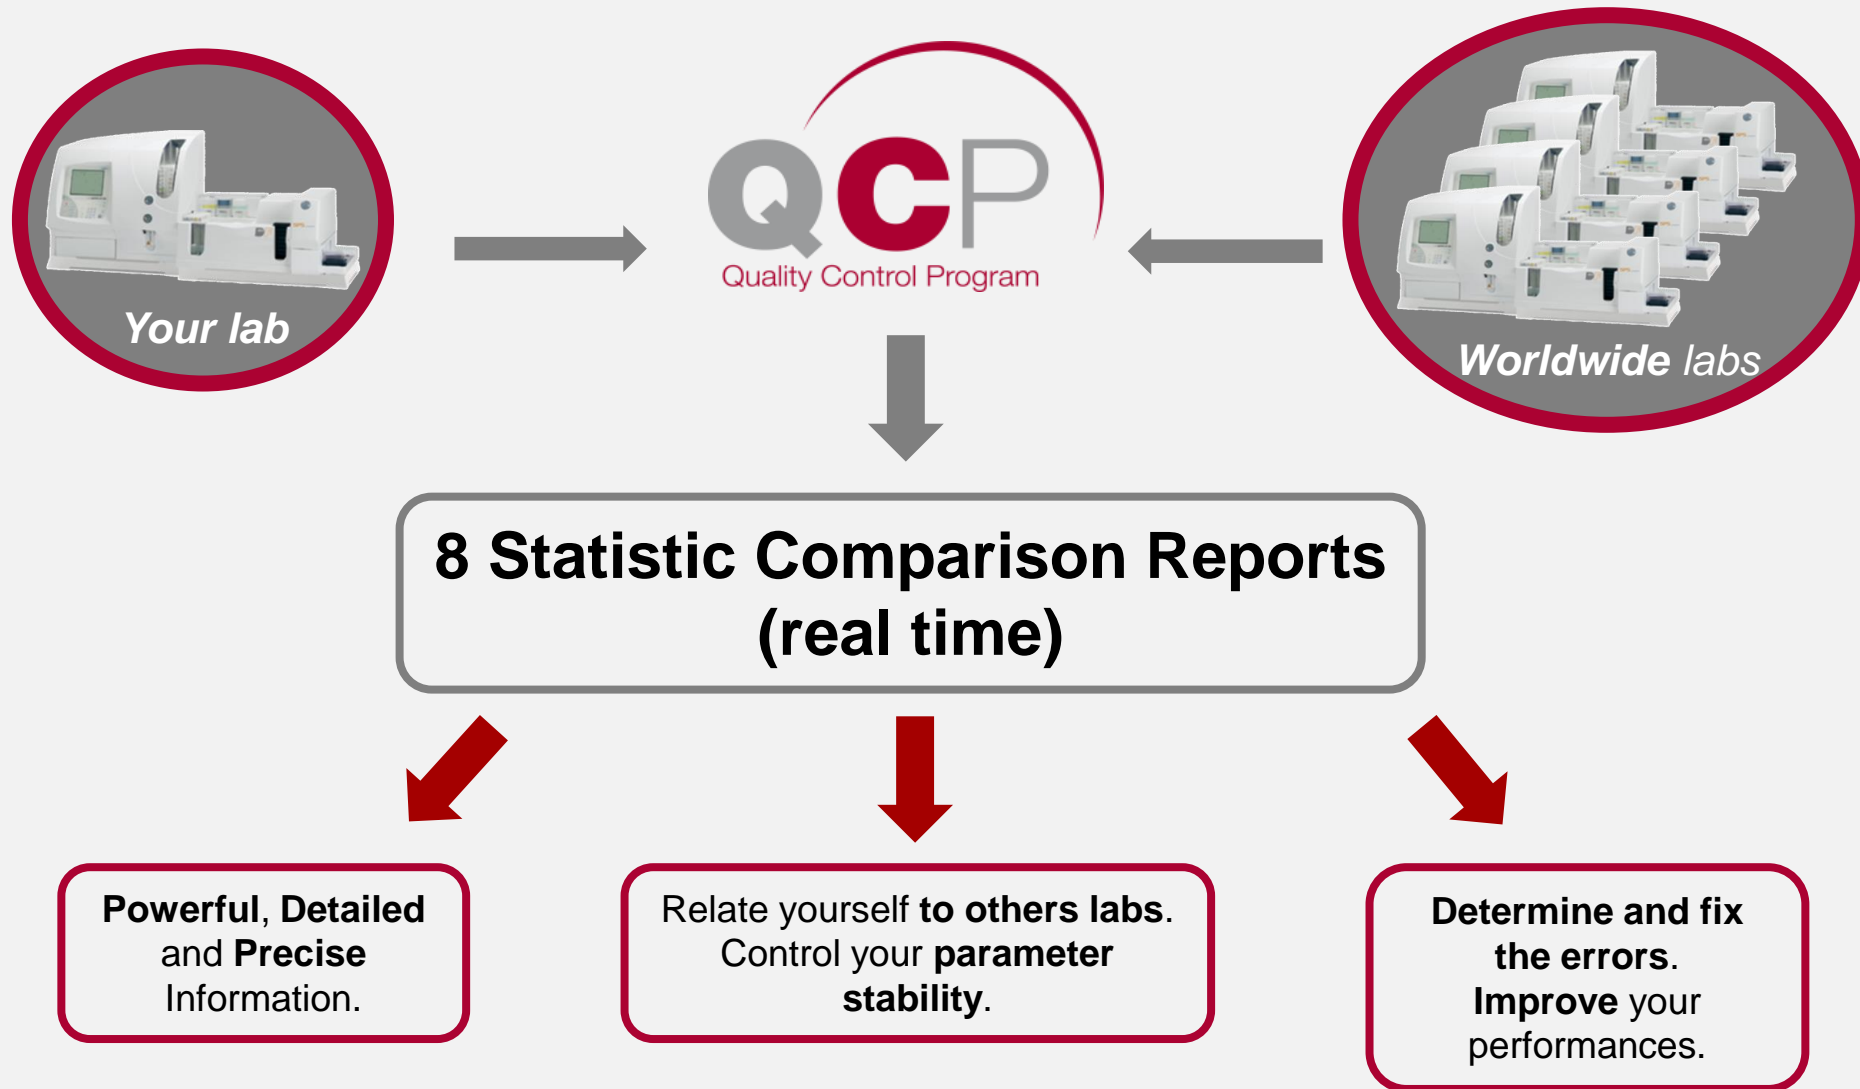 QCP
Quality Control Program
Your lab
Worldwide labs
8 Statistic Comparison Reports
(real time)
Powerful, Detailed
and Precise
Information.
Relate yourself to others labs.
Control your parameter
stability.
Determine and fix
the errors.
Improve your
performances.